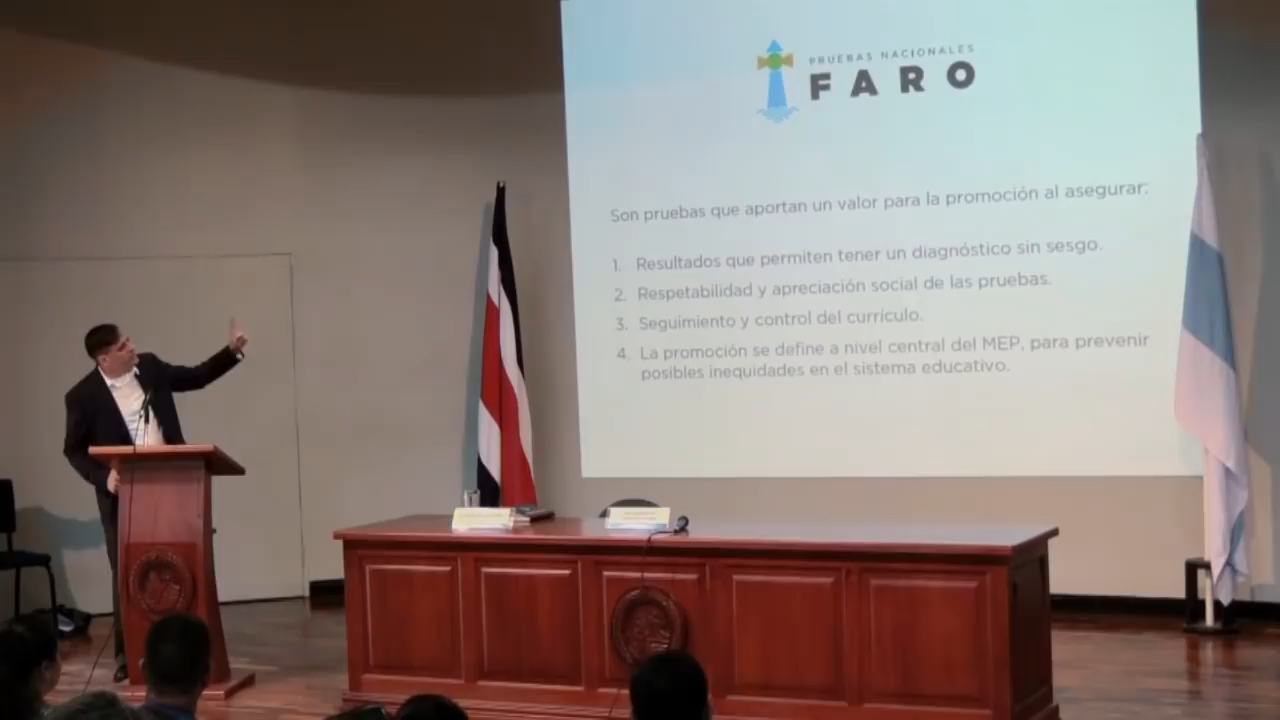 PRUEBAS NACIONALES
FARO
Son pruebas que aportan un valor para la promoción al asegurar:
1. Resultados que permiten tener un diagnóstico sin sesgo.
2. Respetabilidad y apreciación social de las pruebas.
3. Seguimiento y control del currículo.
4. La promoción se define a nivel central del MEP, para prevenir
posibles inequidades en el sistema educativo.